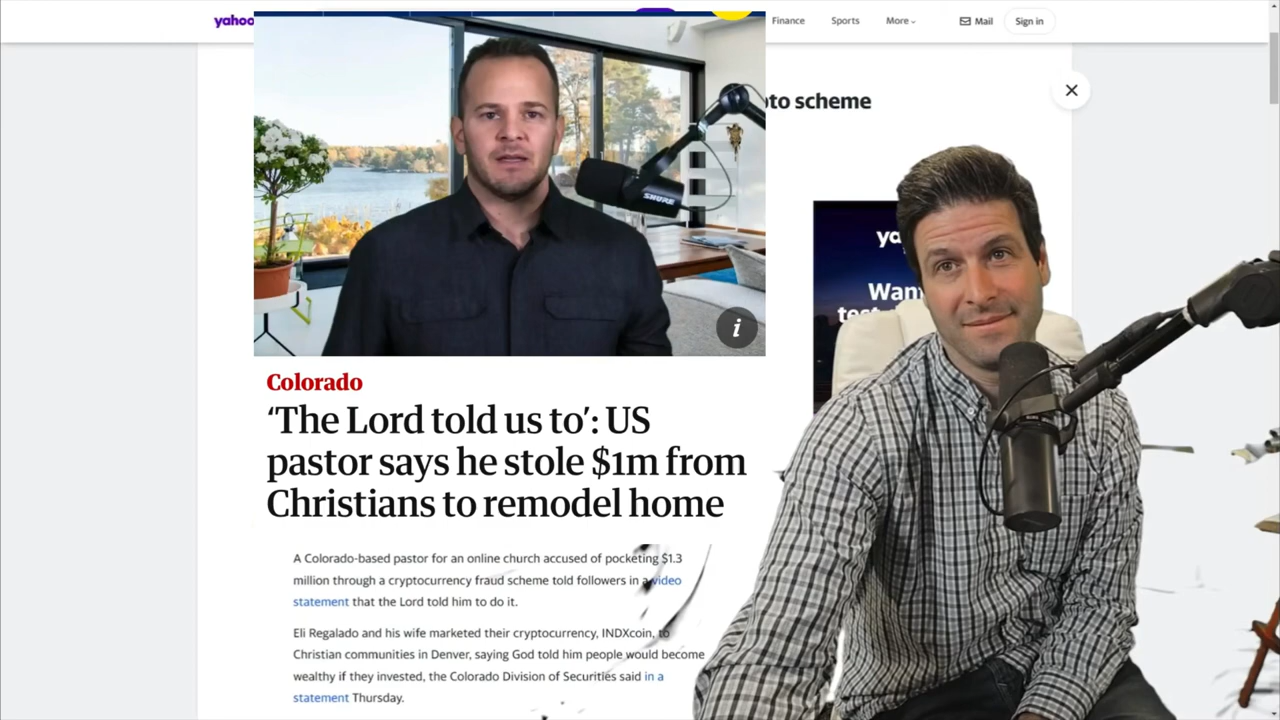 Finance Sports More Mail Sign in
to scheme
SHURE
i
Colorado
‘The Lord told us to’: US
pastor says he stole $1m from
Christians to remodel home
A Colorado-based pastor for an online church accused of pocketing $1.3
million through a cryptocurrency fraud scheme told followers in a video
statement that the Lord told him to do it.
Eli Regalado and his wife marketed their cryptocurrency, INDXcoin, to
Christian communities in Denver, saying God told him people would become
wealthy if they invested, the Colorado Division of Securities said in a
statement Thursday.